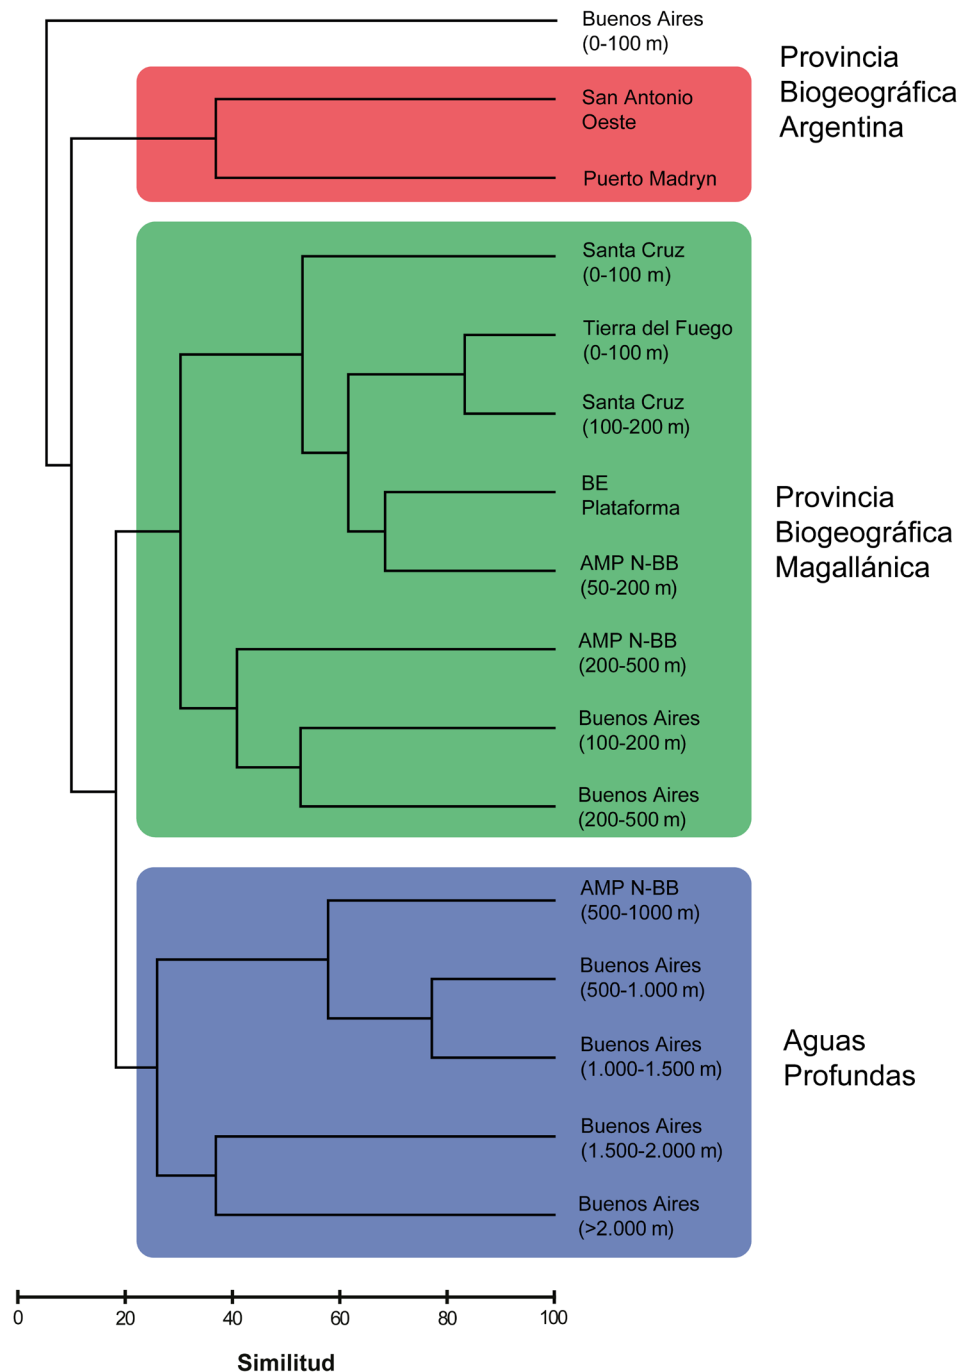 Buenos Aires
(0-100 m)
Provincia
Biogeográfica
Argentina
San Antonio
Oeste
Puerto Madryn
Santa Cruz
(0-100 m)
Tierra del Fuego
(0-100 m)
Santa Cruz
(100-200 m)
BE
Plataforma
AMP N-BB
(50-200 m)
Provincia
Biogeográfica
Magallánica
AMP N-BB
(200-500 m)
Buenos Aires
(100-200 m)
Buenos Aires
(200-500 m)
AMP N-BB
(500-1000 m)
Buenos Aires
(500-1.000 m)
Buenos Aires
(1.000-1.500 m)
Aguas
Profundas
Buenos Aires
(1.500-2.000 m)
Buenos Aires
(>2.000 m)
0 20 40 60 80 100
Similitud